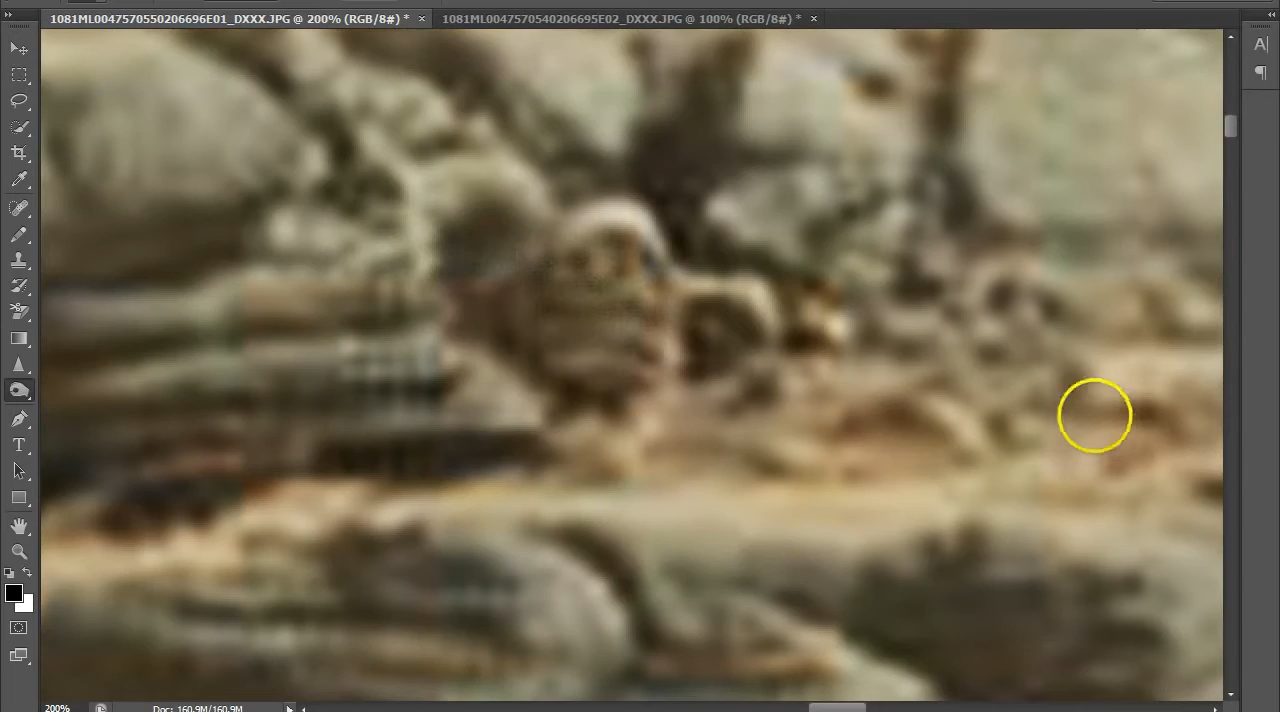 1081ML0047570550206696E01_DXXX.JPG @ 200% (RGB/8#) * × 1081ML0047570540206695E02_DXXX.JPG @ 100% (RGB/8#) * ×
A
T
200% Doc: 160.9M/160.9M